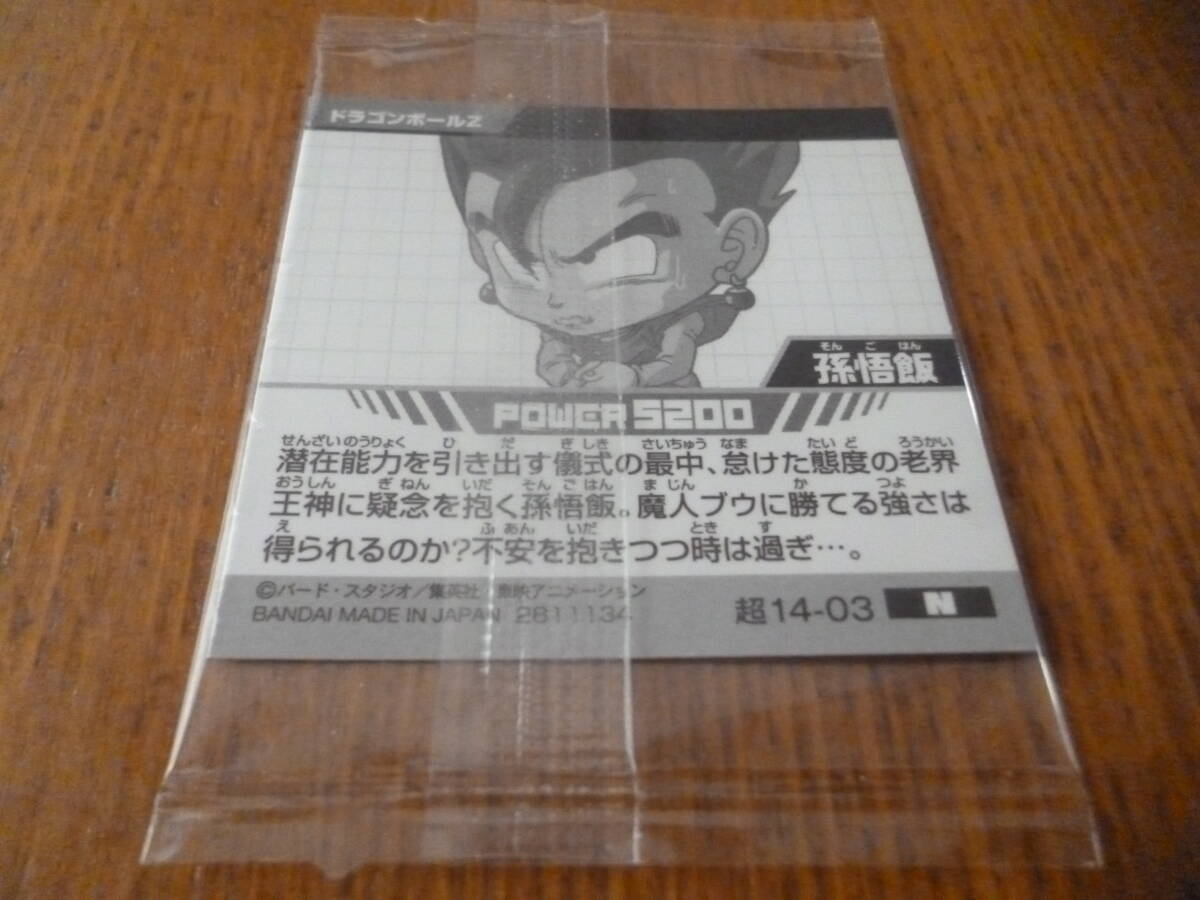 ドラゴンボールZ
そん ご はん
孫悟飯
POWER 5200
せんざいのうりょく ひ だ ぎ しき さいちゅう なま たい ど ろうかい
潜在能力を引き出す儀式の最中、怠けた態度の老界
おうしん ぎ ねん いだ そん ご はん ま じん か つよ
王神に疑念を抱く孫悟飯。魔人ブウに勝てる強さは
え ふ あん いだ とき す
得られるのか?不安を抱きつつ時は過ぎ…。
©バード・スタジオ/集英社・東映アニメーション
BANDAI MADE IN JAPAN 2611134
超14-03 N